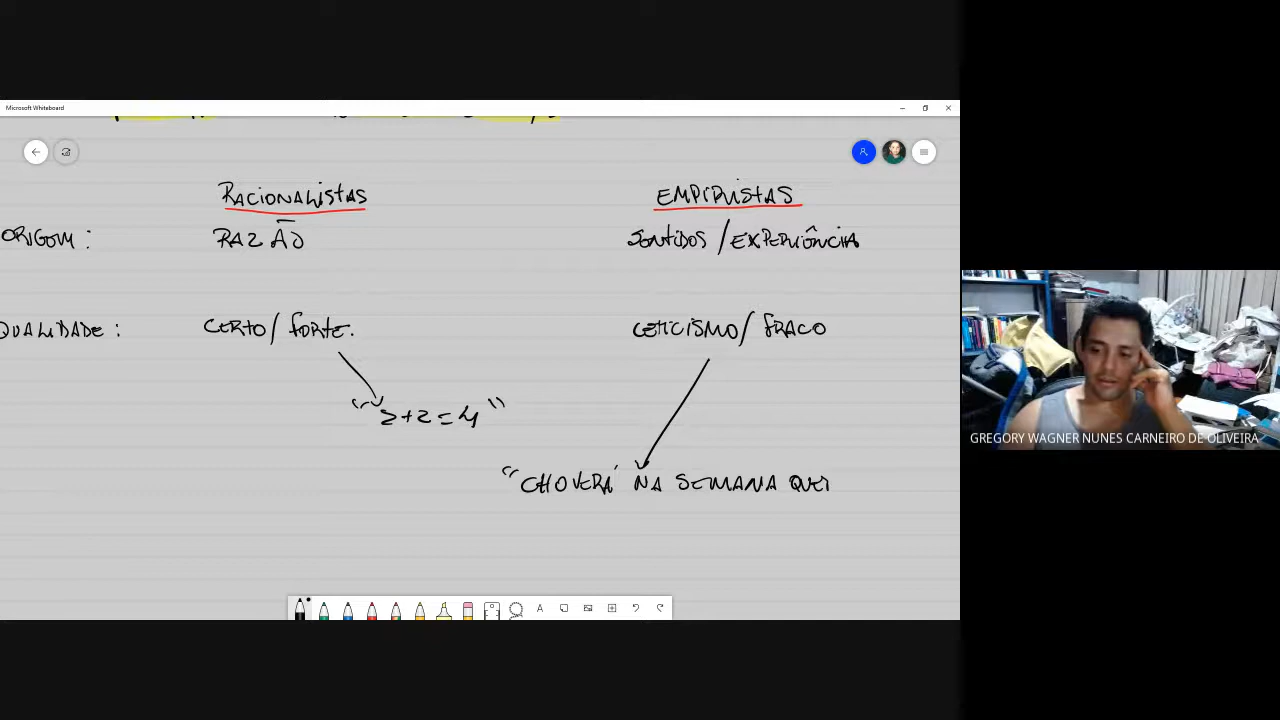 Microsoft Whiteboard
RACIONALISTAS EMPIRISTAS
ORIGEM: RAZÃO SENTIDOS / EXPERIÊNCIA
QUALIDADE: CERTO / FORTE. CETICISMO / FRACO
"2+2=4"
GREGORY WAGNER NUNES CARNEIRO DE OLIVEIRA
"CHOVERÁ NA SEMANA QUE